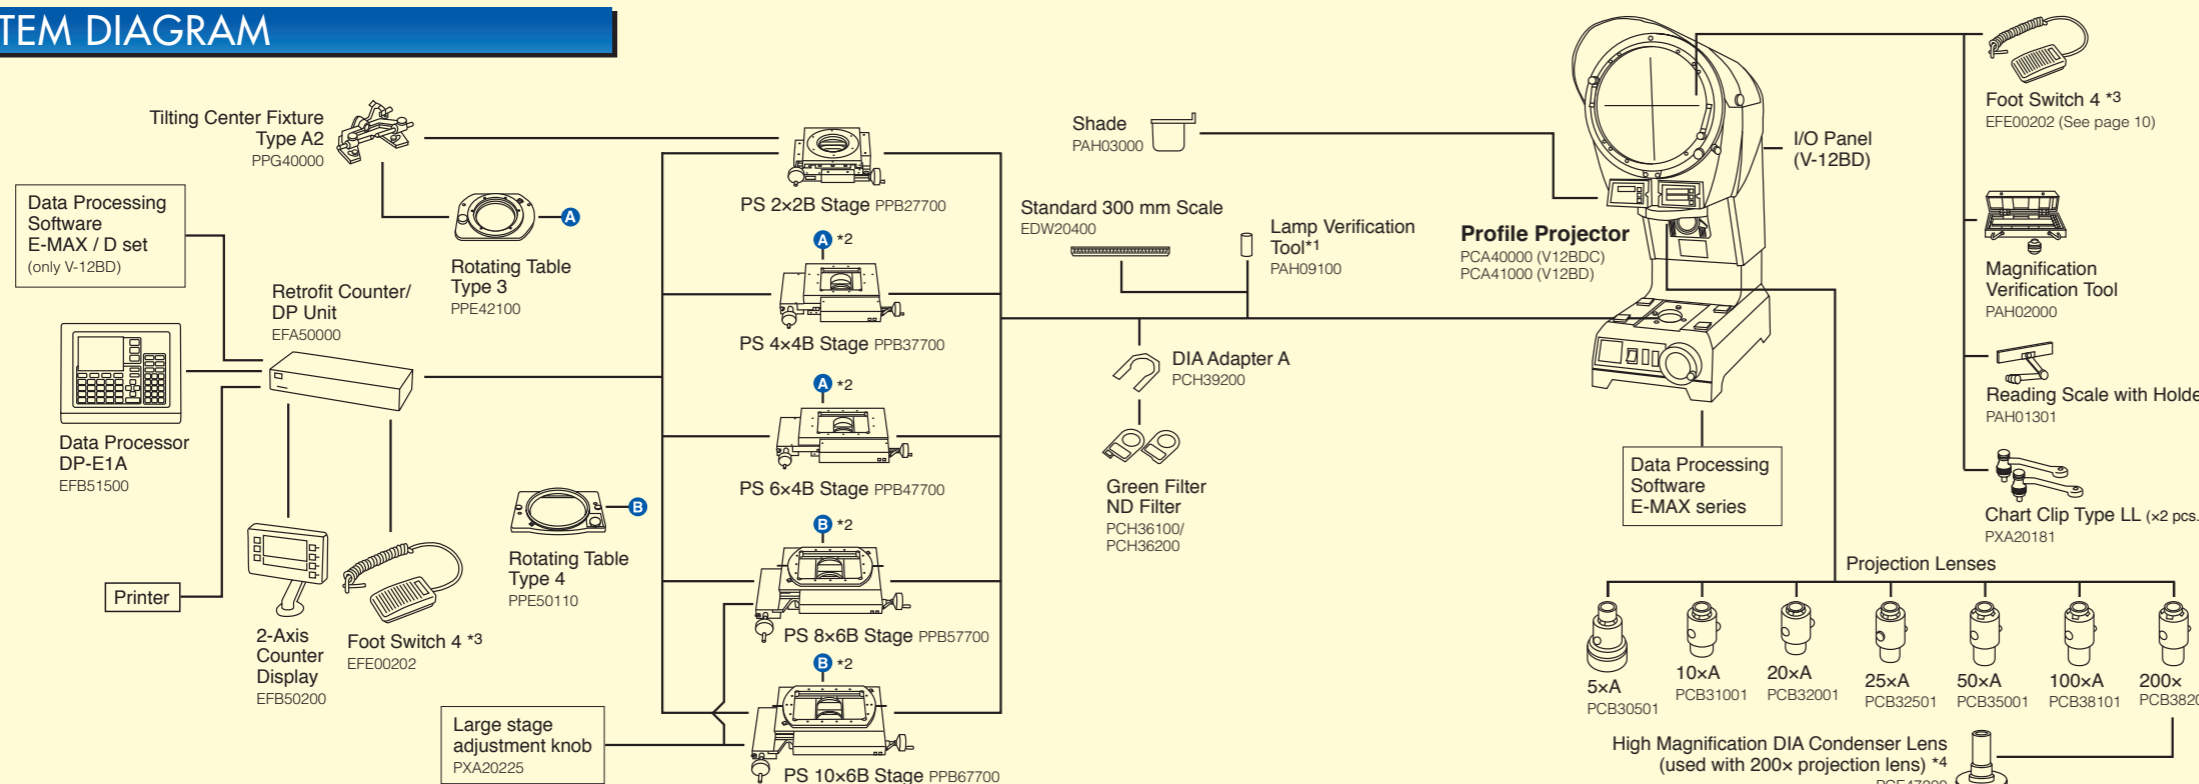 TEM DIAGRAM
Tilting Center Fixture
Type A2
PPG40000
Data Processing
Software
E-MAX / D set
(only V-12BD)
A
Rotating Table
Type 3
PPE42100
Retrofit Counter/
DP Unit
EFA50000
Data Processor
DP-E1A
EFB51500
Printer
2-Axis
Counter
Display
EFB50200
Foot Switch 4 *3
EFE00202
B
Rotating Table
Type 4
PPE50110
Large stage
adjustment knob
PXA20225
PS 2×2B Stage PPB27700
A *2
PS 4×4B Stage PPB37700
A *2
PS 6×4B Stage PPB47700
B *2
PS 8×6B Stage PPB57700
B *2
PS 10×6B Stage PPB67700
Shade
PAH03000
Standard 300 mm Scale
EDW20400
Lamp Verification
Tool*1
PAH09100
DIA Adapter A
PCH39200
Green Filter
ND Filter
PCH36100/
PCH36200
Profile Projector
PCA40000 (V12BDC)
PCA41000 (V12BD)
I/O Panel
(V-12BD)
Data Processing
Software
E-MAX series
Foot Switch 4 *3
EFE00202 (See page 10)
Magnification
Verification Tool
PAH02000
Reading Scale with Holde
PAH01301
Chart Clip Type LL (×2 pcs.
PXA20181
Projection Lenses
5×A
PCB30501
10×A
PCB31001
20×A
PCB32001
25×A
PCB32501
50×A
PCB35001
100×A
PCB38101
200×
PCB3820
High Magnification DIA Condenser Lens
(used with 200× projection lens) *4